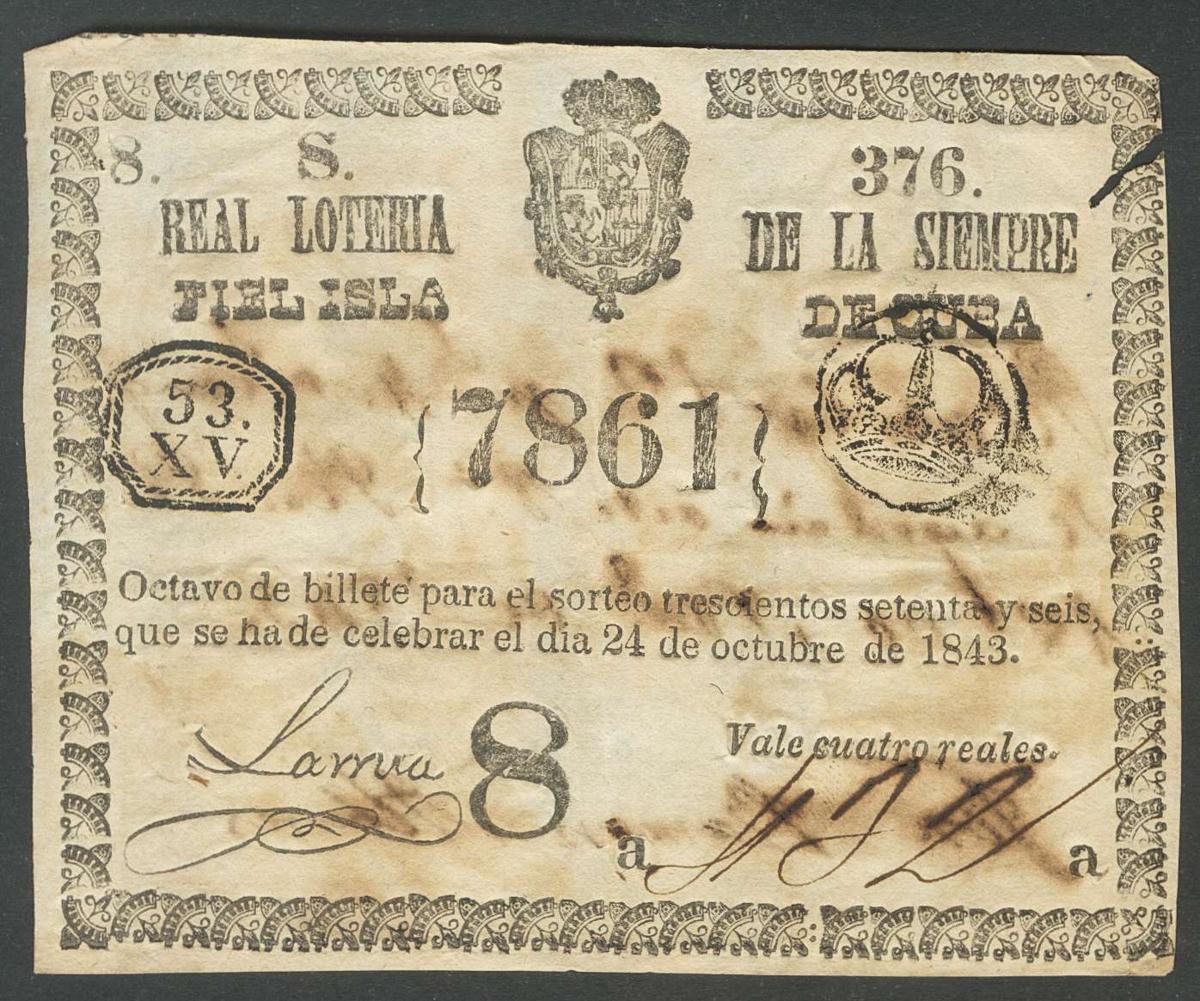 8. S. 376.
REAL LOTERIA DE LA SIEMPRE
FIEL ISLA DE CUBA
53.
XV
{7861}
Octavo de billete para el sorteo trescientos setenta y seis,
que se ha de celebrar el dia 24 de octubre de 1843.
Vale cuatro reales.
8
a a